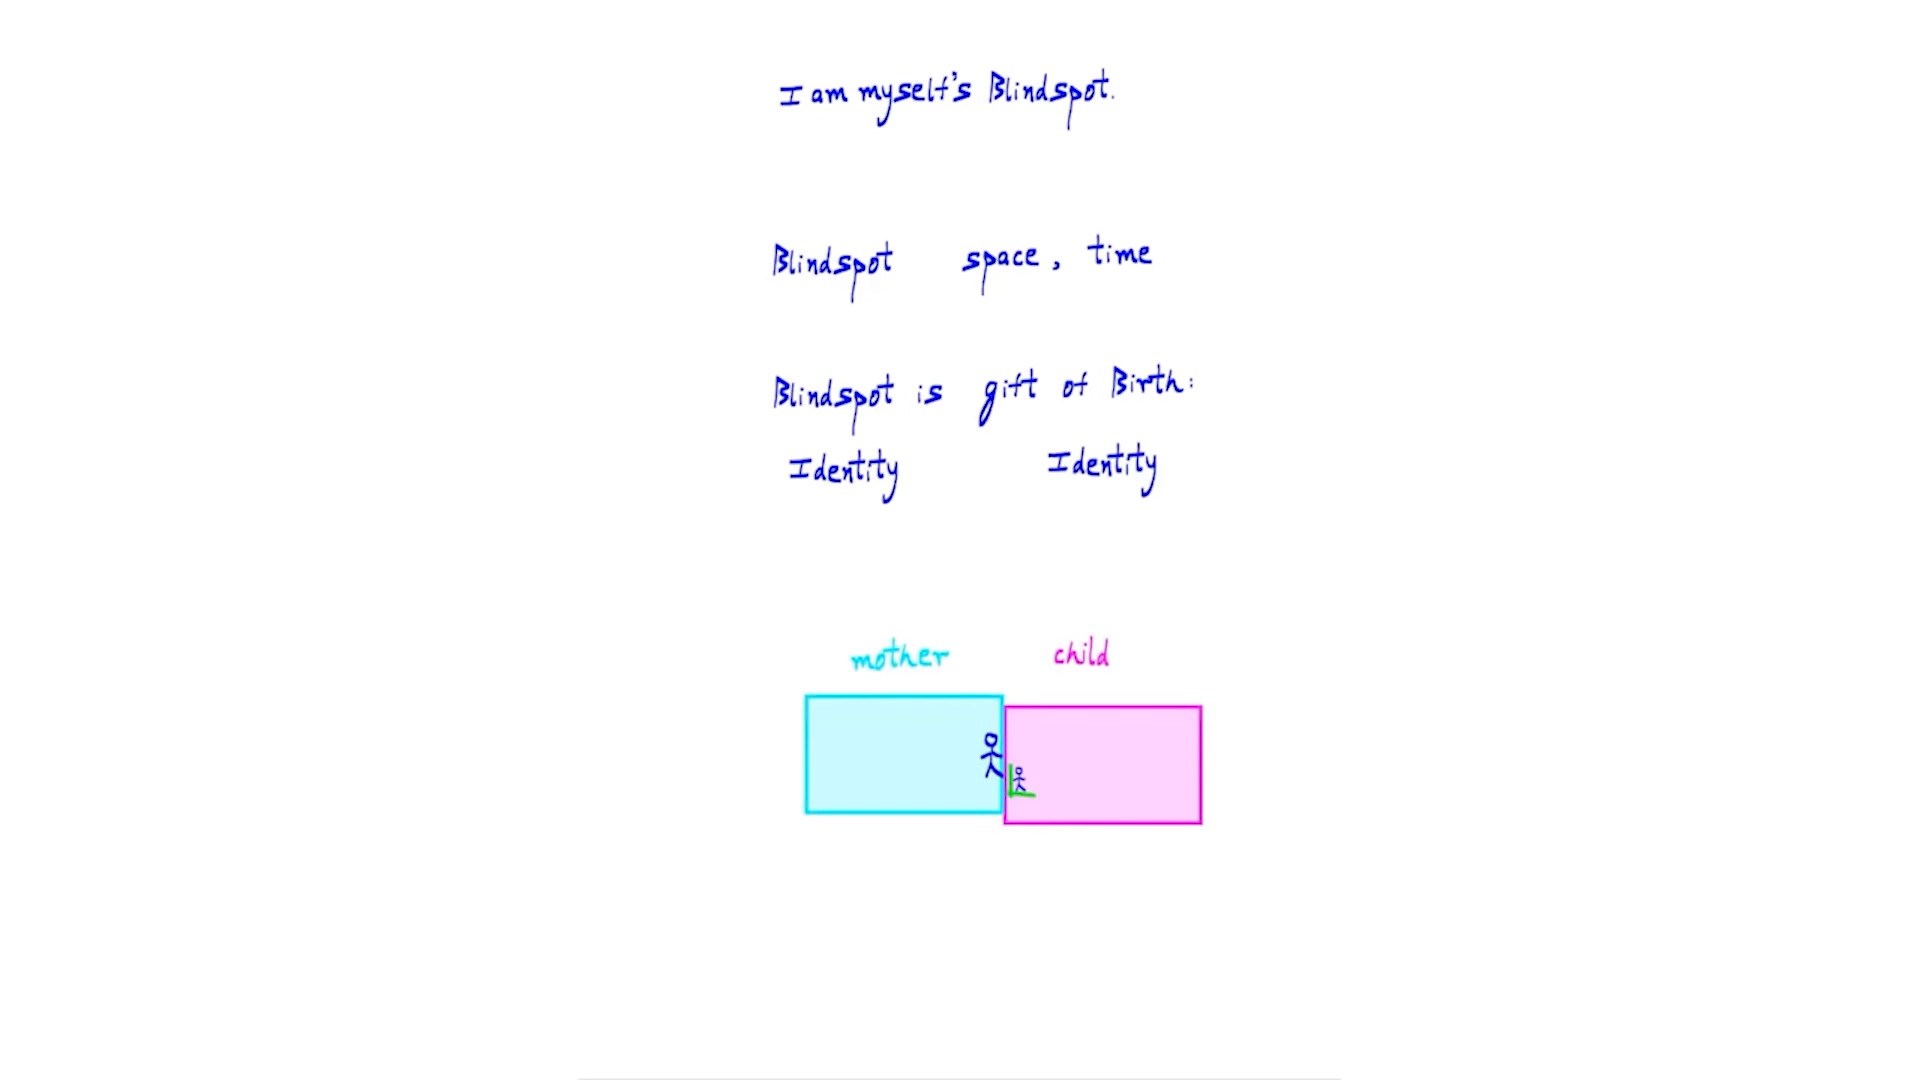 I am myself's Blindspot.
Blindspot space, time
Blindspot is gift of Birth:
Identity Identity
mother child